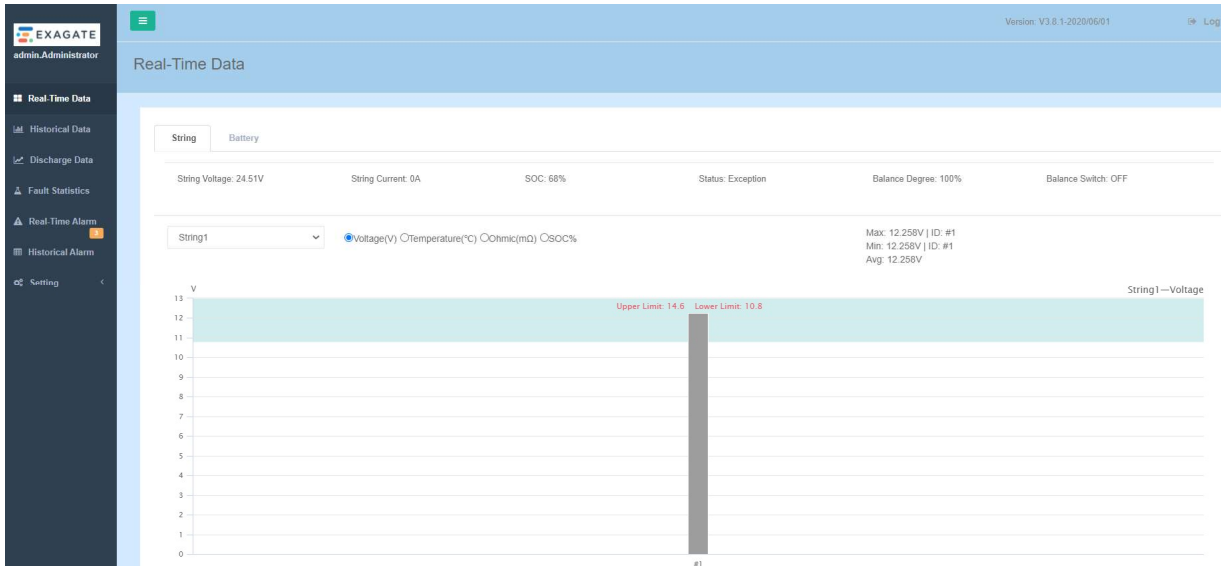 EXAGATE
admin.Administrator
Version: V3.8.1-2020/06/01
Log
Real-Time Data
Real-Time Data
Historical Data
Discharge Data
Fault Statistics
Real-Time Alarm
3
Historical Alarm
Setting
String Battery
String Voltage: 24.51V String Current: 0A SOC: 68% Status: Exception Balance Degree: 100% Balance Switch: OFF
String1 Voltage(V) Temperature(°C) Ohmic(mΩ) SOC%
Max: 12.258V | ID: #1
Min: 12.258V | ID: #1
Avg: 12.258V
V
String1—Voltage
Upper Limit: 14.6 Lower Limit: 10.8
13
12
11
10
9
8
7
6
5
4
3
2
1
0
#1